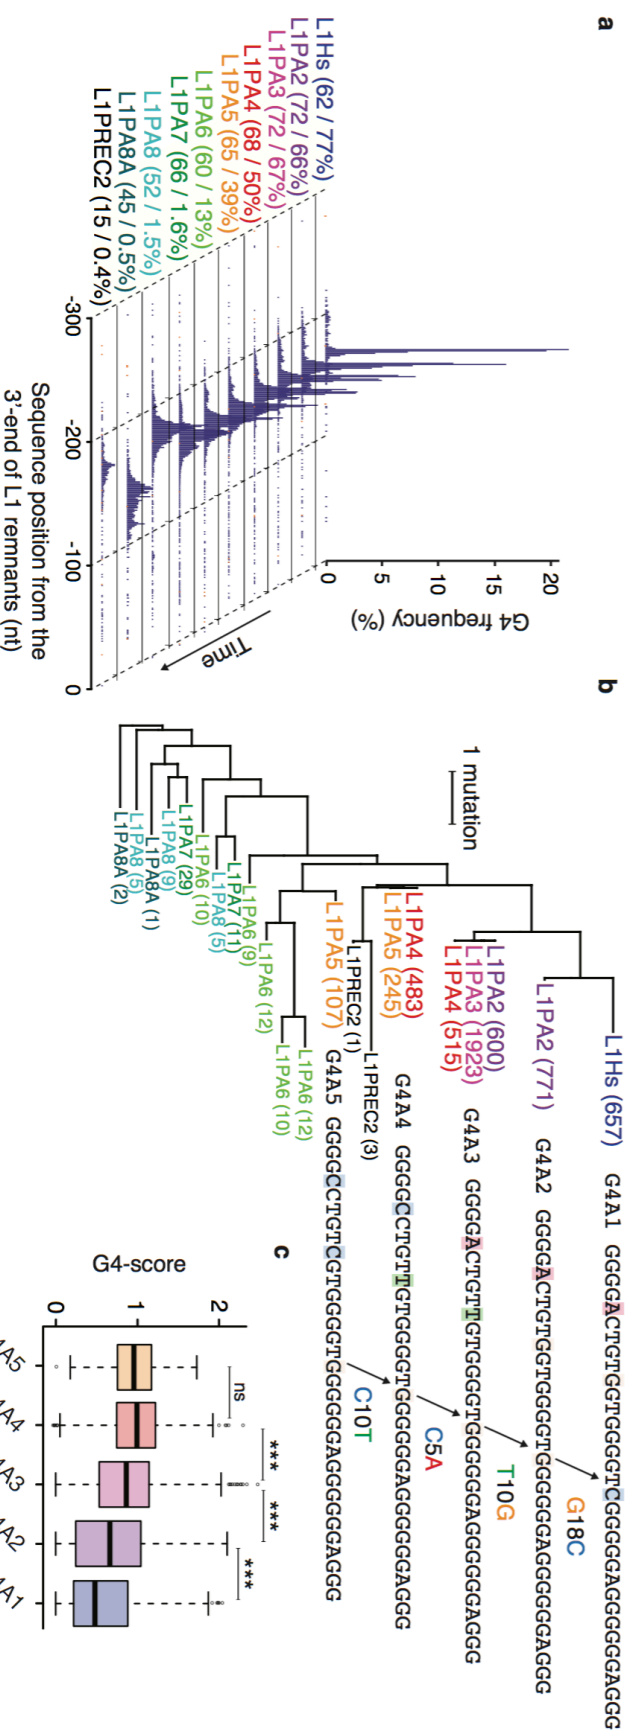 a
L1Hs (62 / 77%)
L1PA2 (72 / 66%)
L1PA3 (72 / 67%)
L1PA4 (68 / 50%)
L1PA5 (65 / 39%)
L1PA6 (60 / 13%)
L1PA7 (66 / 1.6%)
L1PA8 (52 / 1.5%)
L1PA8A (45 / 0.5%)
L1PREC2 (15 / 0.4%)
20
15
10
5
0
G4 frequency (%)
Time
-300
-200
-100
0
Sequence position from the
3'-end of L1 remnants (nt)
b
1 mutation
L1Hs (657)
L1PA2 (771)
L1PA2 (600)
L1PA3 (1923)
L1PA4 (515)
L1PA4 (483)
L1PA5 (245)
L1PREC2 (3)
L1PREC2 (1)
L1PA5 (107)
L1PA6 (12)
L1PA6 (10)
L1PA6 (12)
L1PA6 (9)
L1PA7 (11)
L1PA8 (5)
L1PA6 (10)
L1PA7 (29)
L1PA8 (9)
L1PA8A (1)
L1PA8 (5)
L1PA8A (2)
G4A1 GGGGACTGTGGTGGGGTCGGGGGAGGGGGGAGGG
G4A2 GGGGACTGTGGTGGGGTGGGGGGAGGGGGGAGGG
G4A3 GGGGACTGTTGTGGGGTGGGGGGAGGGGGGAGGG
G4A4 GGGGCCTGTTGTGGGGTGGGGGGAGGGGGGAGGG
G4A5 GGGGCCTGTCGTGGGGTGGGGGGAGGGGGGAGGG
G18C
T10G
C5A
C10T
c
G4-score
2
1
0
ns
***
***
***